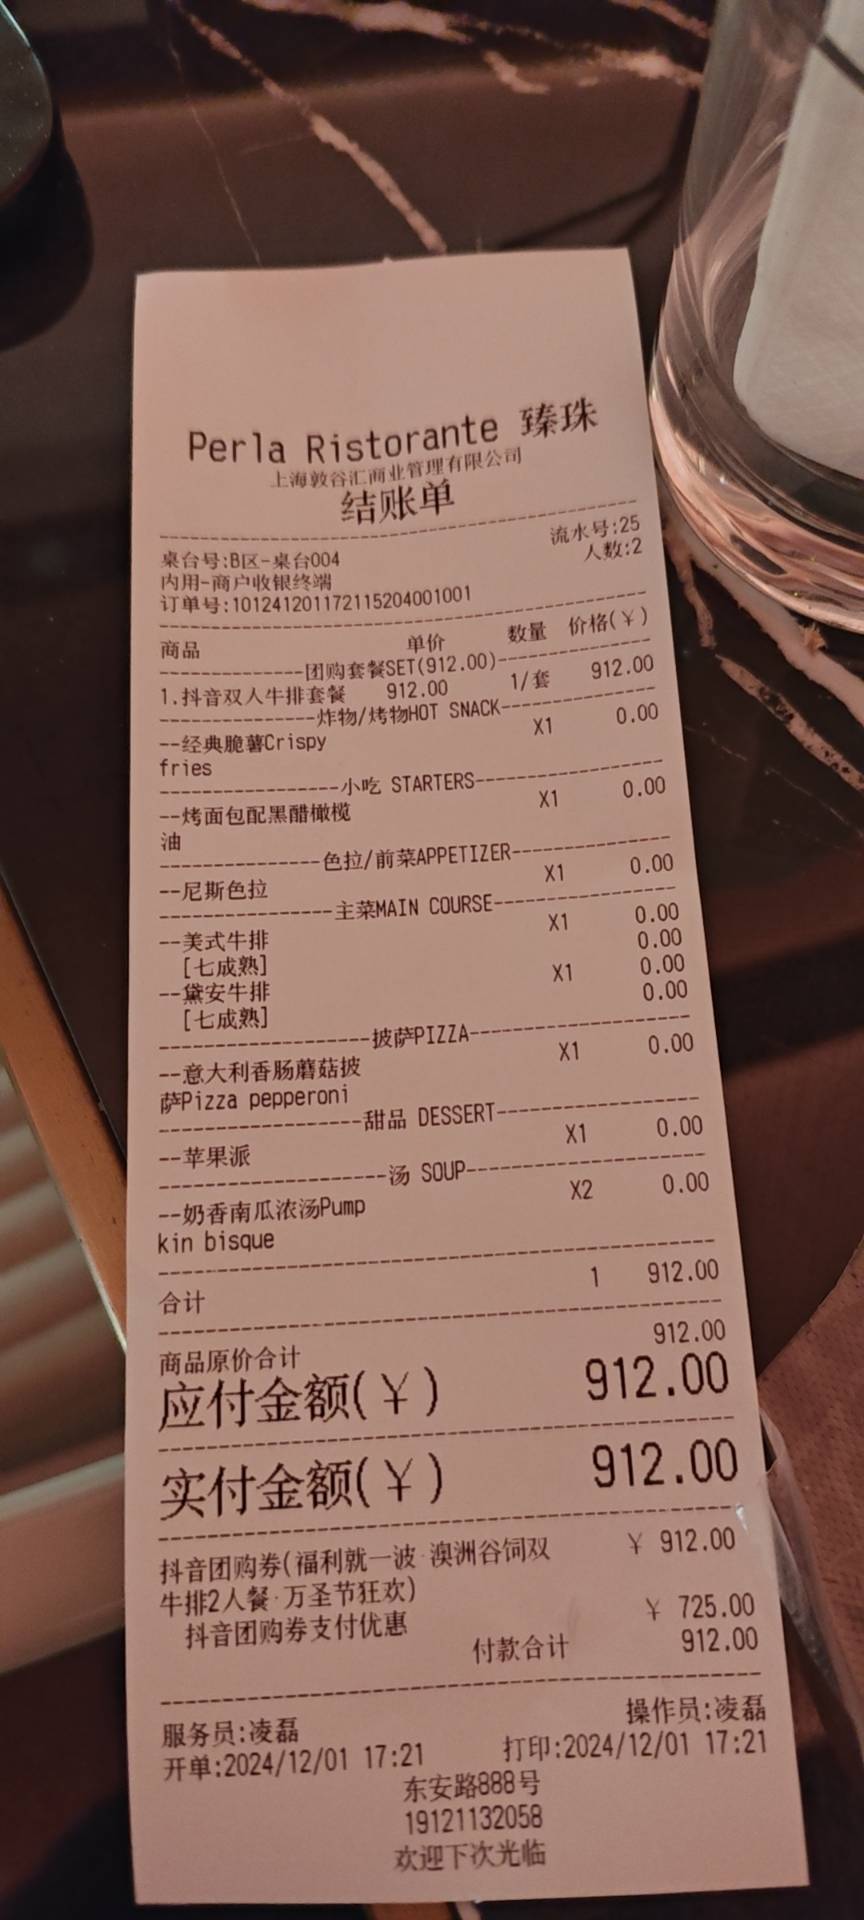 Perla Ristorante 臻珠
上海敦谷汇商业管理有限公司
结账单
流水号:25
桌台号:B区-桌台004
人数:2
内用-商户收银终端
订单号:101241201172115204001001
商品 单价 数量 价格(￥)
团购套餐SET(912.00)
1.抖音双人牛排套餐 912.00 1/套 912.00
炸物/烤物HOT SNACK
--经典脆薯Crispy X1 0.00
fries
小吃 STARTERS
--烤面包配黑醋橄榄 X1 0.00
油
色拉/前菜APPETIZER
--尼斯色拉 X1 0.00
主菜MAIN COURSE
--美式牛排 X1 0.00
[七成熟] 0.00
--黛安牛排 X1 0.00
[七成熟] 0.00
披萨PIZZA
--意大利香肠蘑菇披 X1 0.00
萨Pizza pepperoni
甜品 DESSERT
--苹果派 X1 0.00
汤 SOUP
--奶香南瓜浓汤Pump X2 0.00
kin bisque
合计 1 912.00
商品原价合计 912.00
应付金额(￥) 912.00
实付金额(￥) 912.00
抖音团购券(福利就一波·澳洲谷饲双 ￥ 912.00
牛排2人餐·万圣节狂欢)
抖音团购券支付优惠 ￥ 725.00
付款合计 912.00
服务员:凌磊 操作员:凌磊
开单:2024/12/01 17:21 打印:2024/12/01 17:21
东安路888号
19121132058
欢迎下次光临